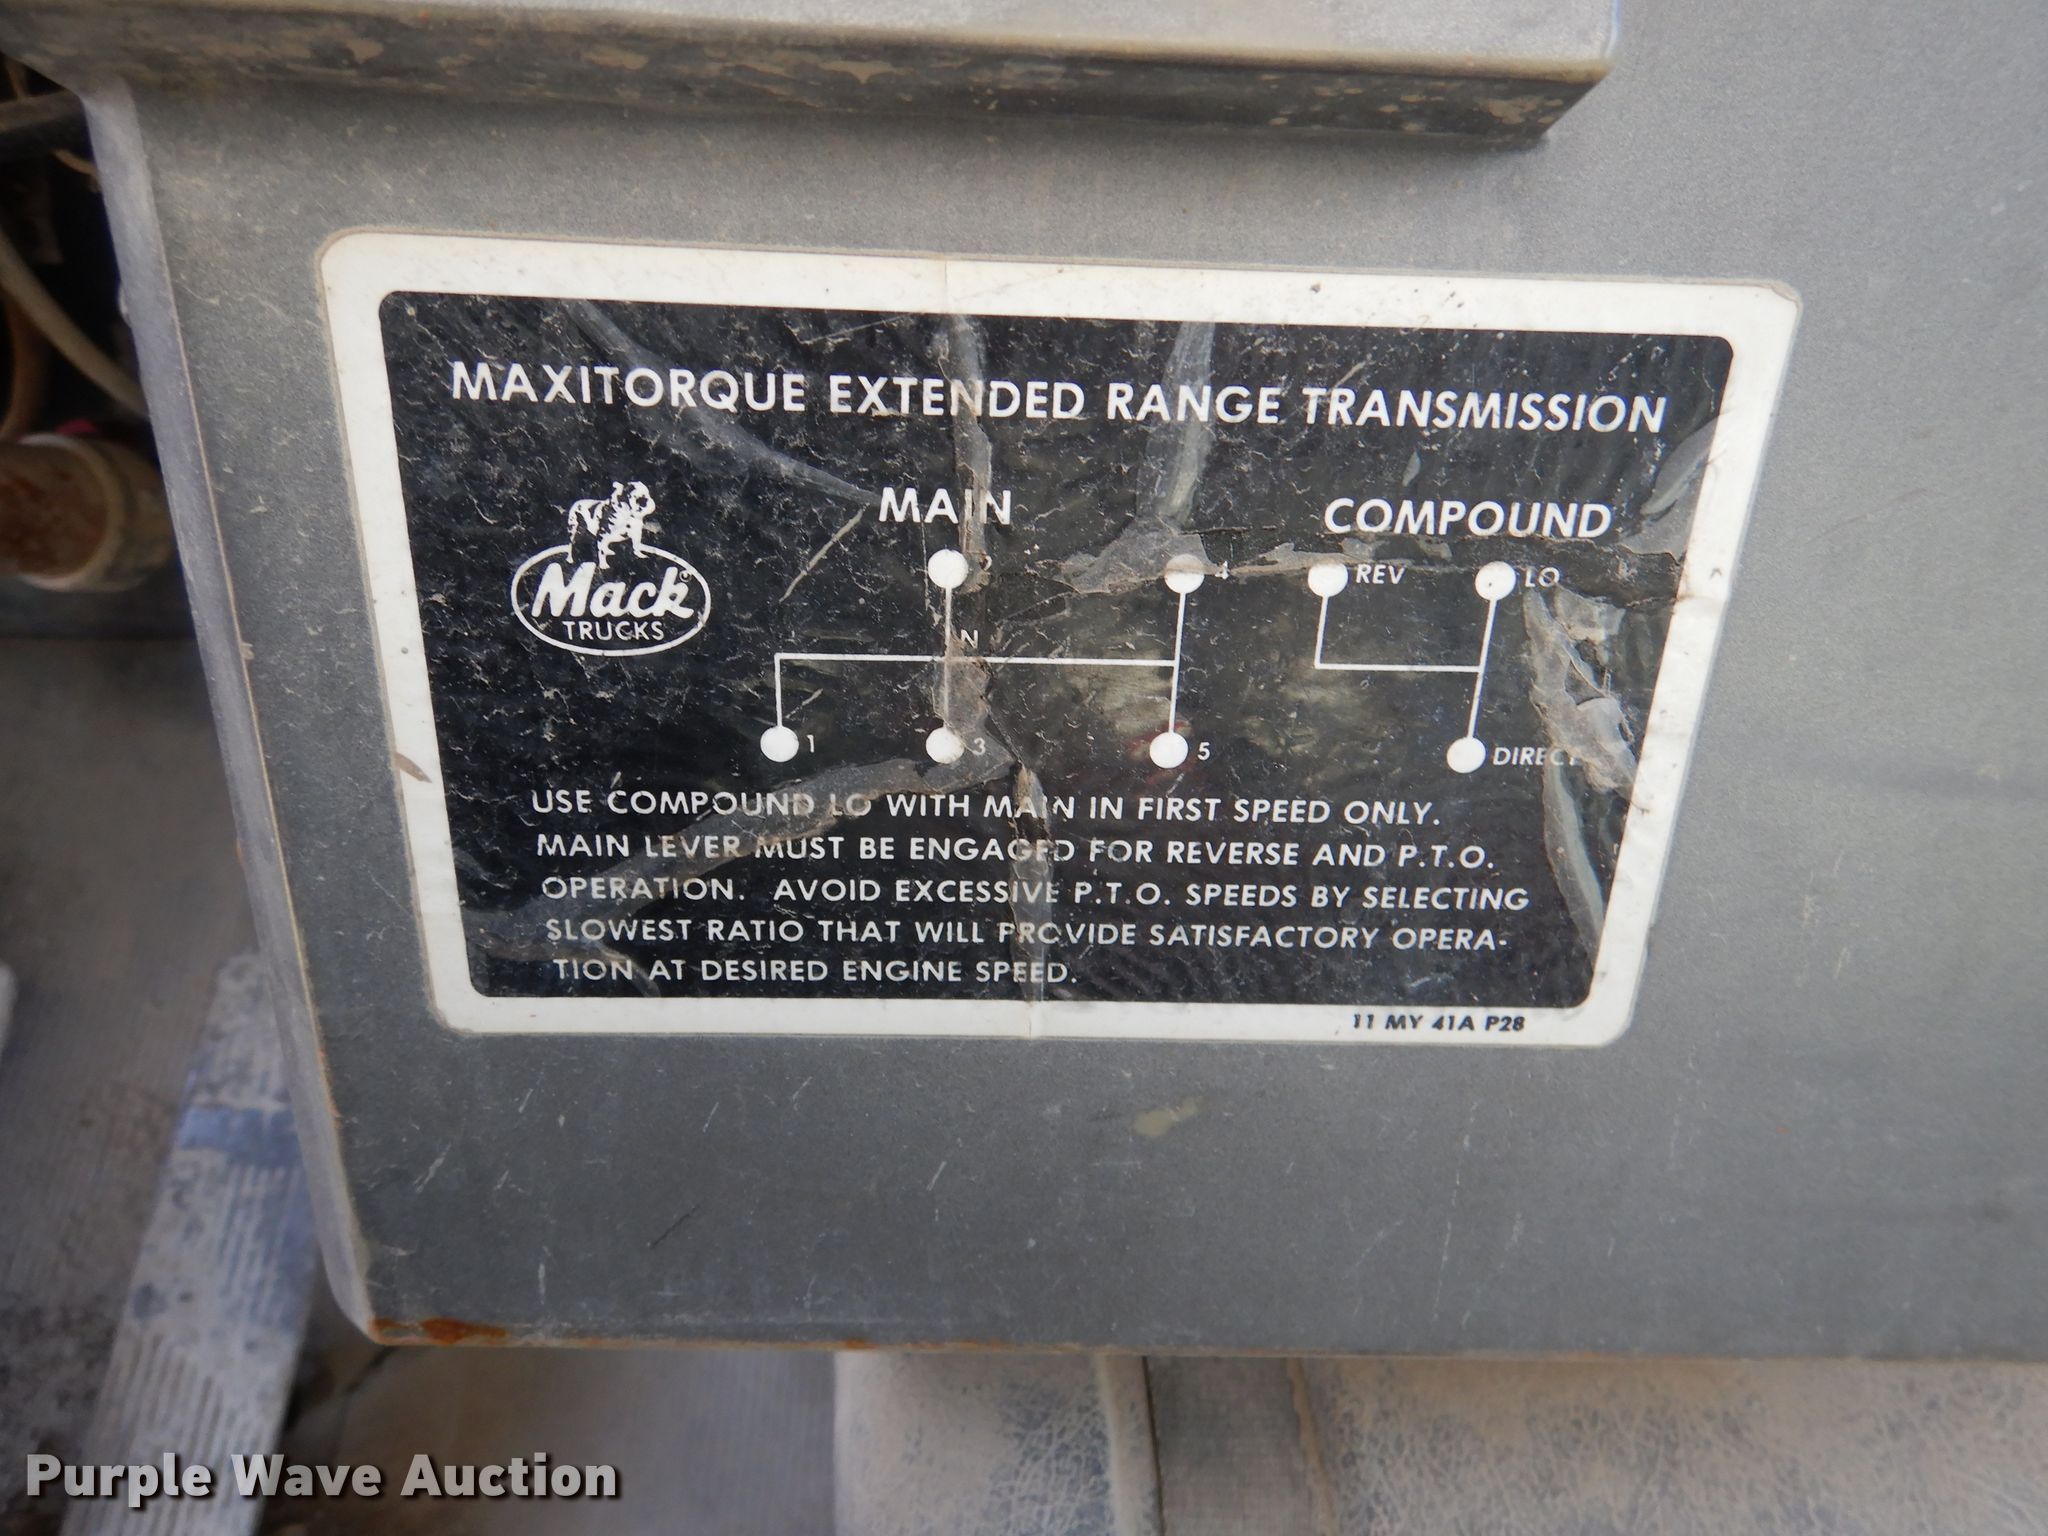 MAXITORQUE EXTENDED RANGE TRANSMISSION
MAIN
COMPOUND
Mack
TRUCKS
2
4
REV
LO
N
1
3
5
DIRECT
USE COMPOUND LO WITH MAIN IN FIRST SPEED ONLY.
MAIN LEVER MUST BE ENGAGED FOR REVERSE AND P.T.O.
OPERATION. AVOID EXCESSIVE P.T.O. SPEEDS BY SELECTING
SLOWEST RATIO THAT WILL PROVIDE SATISFACTORY OPERA-
TION AT DESIRED ENGINE SPEED.
11 MY 41A P28
Purple Wave Auction